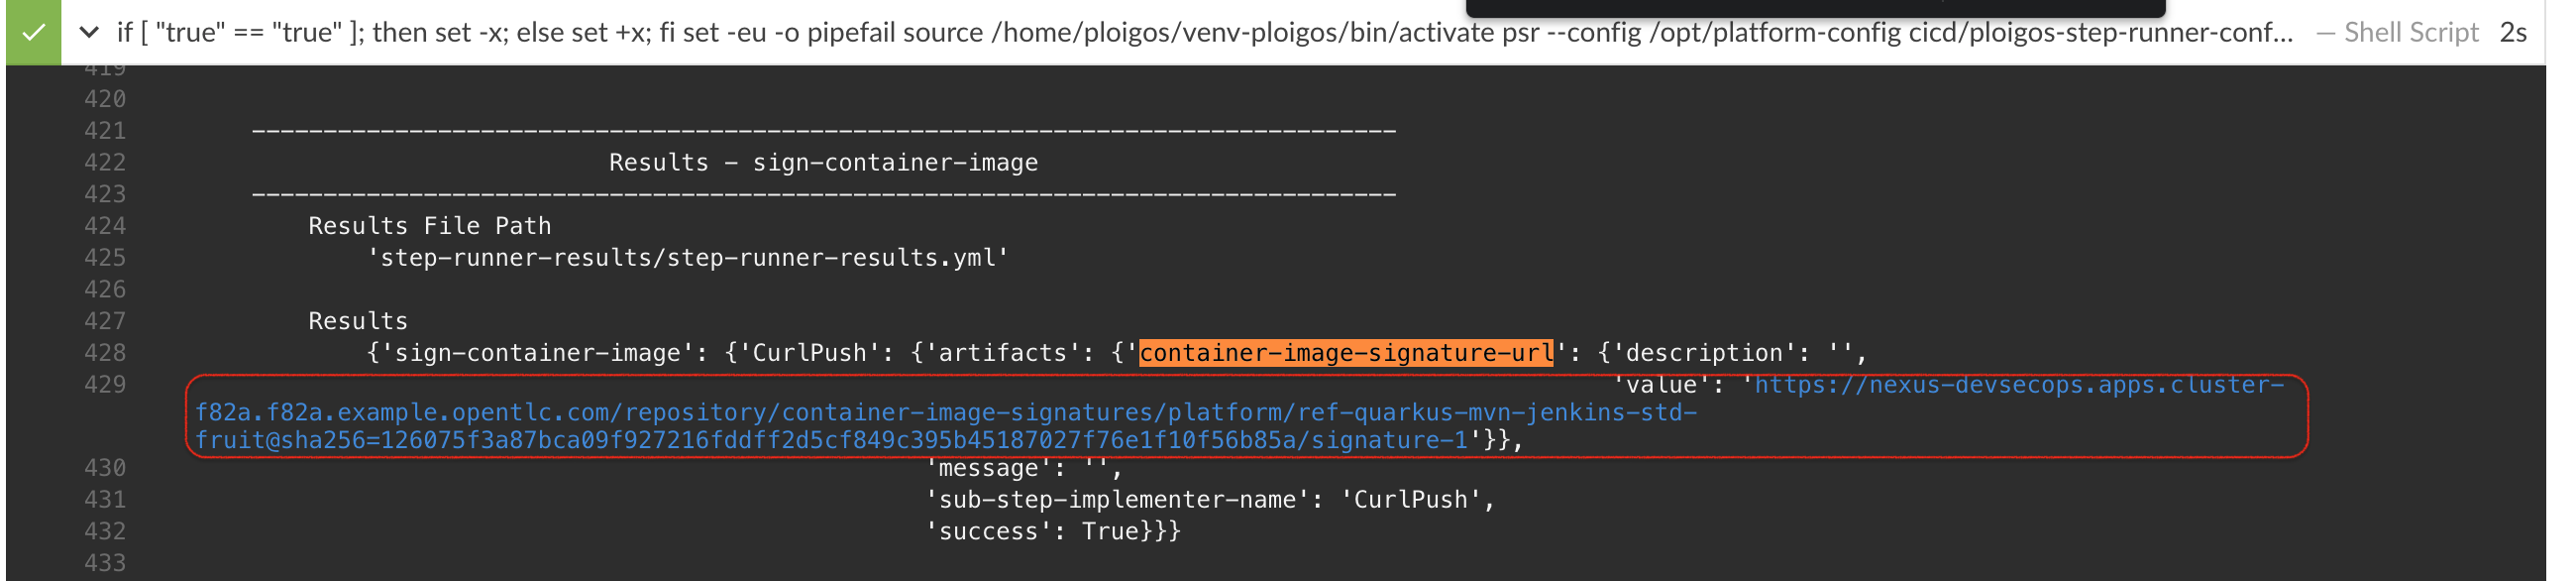 if [ "true" == "true" ]; then set -x; else set +x; fi set -eu -o pipefail source /home/ploigos/venv-ploigos/bin/activate psr --config /opt/platform-config cicd/ploigos-step-runner-conf... — Shell Script 2s
419
420
421 --------------------------------------------------------------------------------
422 Results - sign-container-image
423 --------------------------------------------------------------------------------
424 Results File Path
425 'step-runner-results/step-runner-results.yml'
426
427 Results
428 {'sign-container-image': {'CurlPush': {'artifacts': {'container-image-signature-url': {'description': '',
429 'value': 'https://nexus-devsecops.apps.cluster-
f82a.f82a.example.opentlc.com/repository/container-image-signatures/platform/ref-quarkus-mvn-jenkins-std-
fruit@sha256=126075f3a87bca09f927216fddff2d5cf849c395b45187027f76e1f10f56b85a/signature-1'}},
430 'message': '',
431 'sub-step-implementer-name': 'CurlPush',
432 'success': True}}}
433